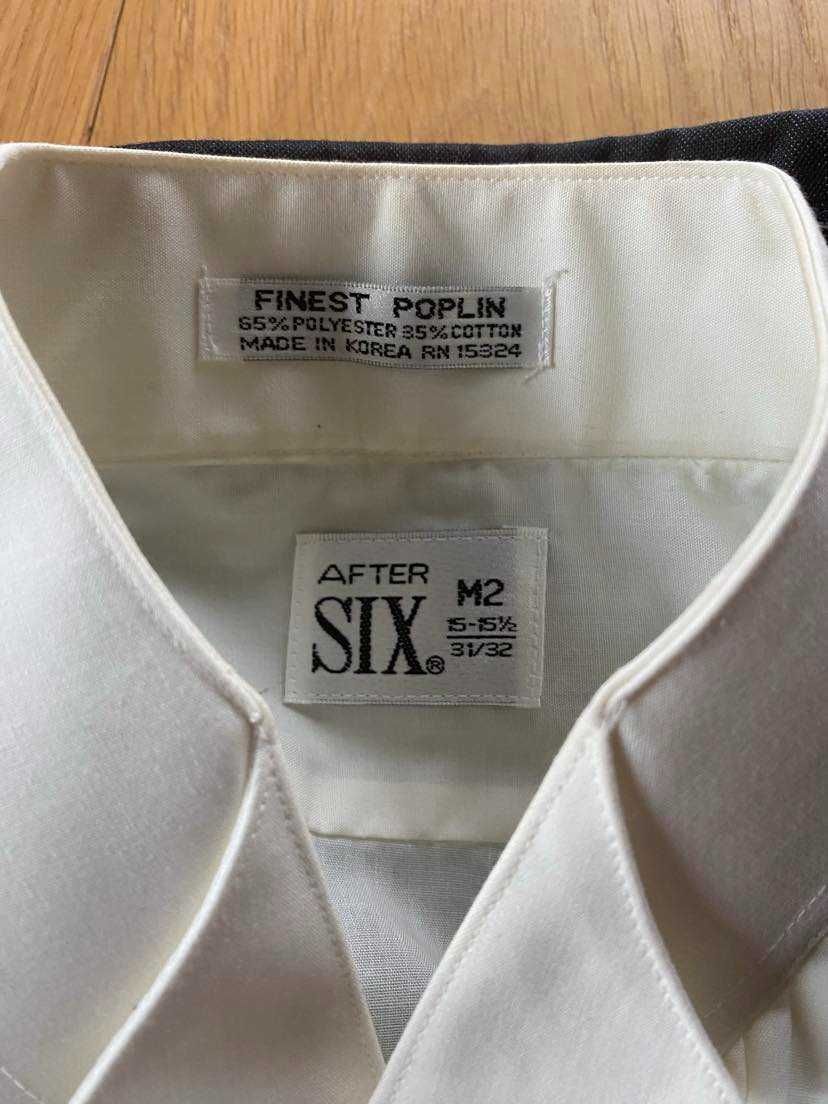 FINEST POPLIN
65% POLYESTER 35% COTTON
MADE IN KOREA RN 15324
AFTER
SIX®
M2
15-15½
31/32